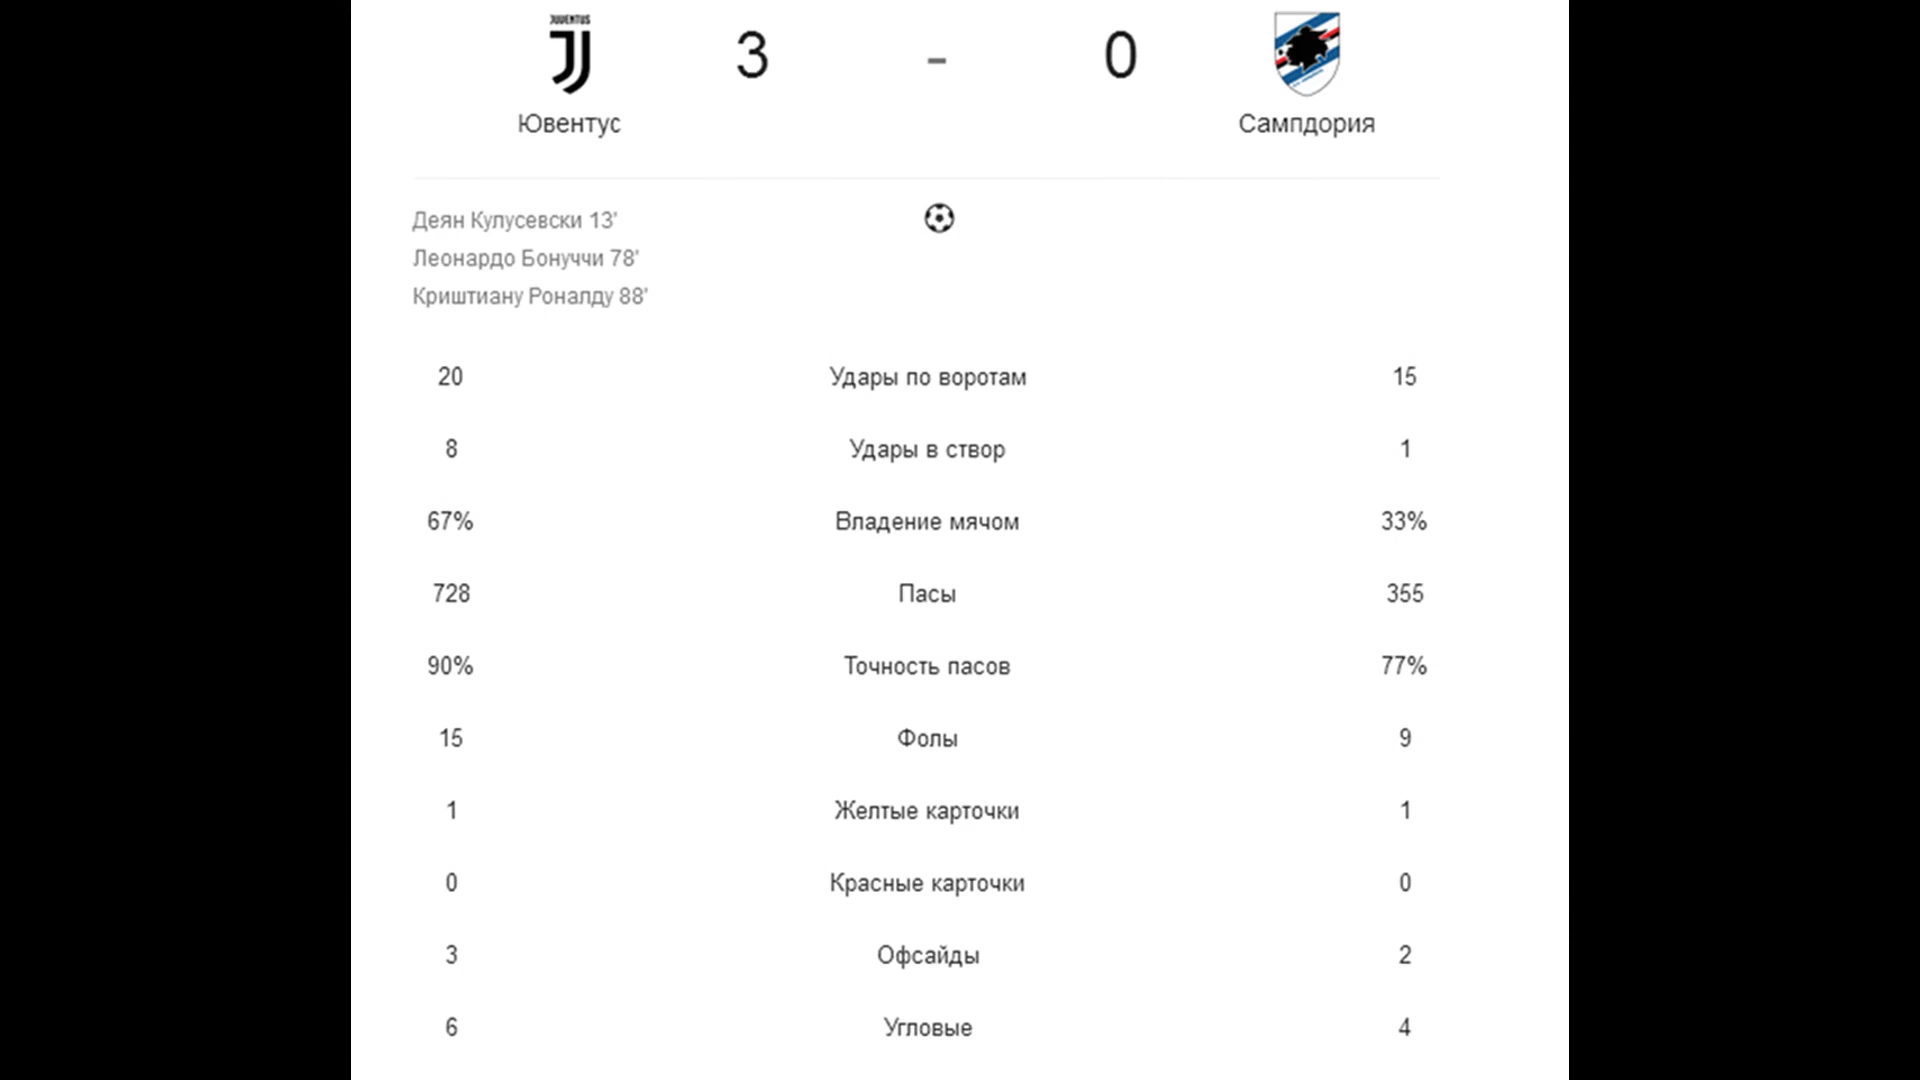 JUVENTUS
3 - 0
Ювентус Сампдория
Деян Кулусевски 13'
Леонардо Бонуччи 78'
Криштиану Роналду 88'
20 Удары по воротам 15
8 Удары в створ 1
67% Владение мячом 33%
728 Пасы 355
90% Точность пасов 77%
15 Фолы 9
1 Желтые карточки 1
0 Красные карточки 0
3 Офсайды 2
6 Угловые 4